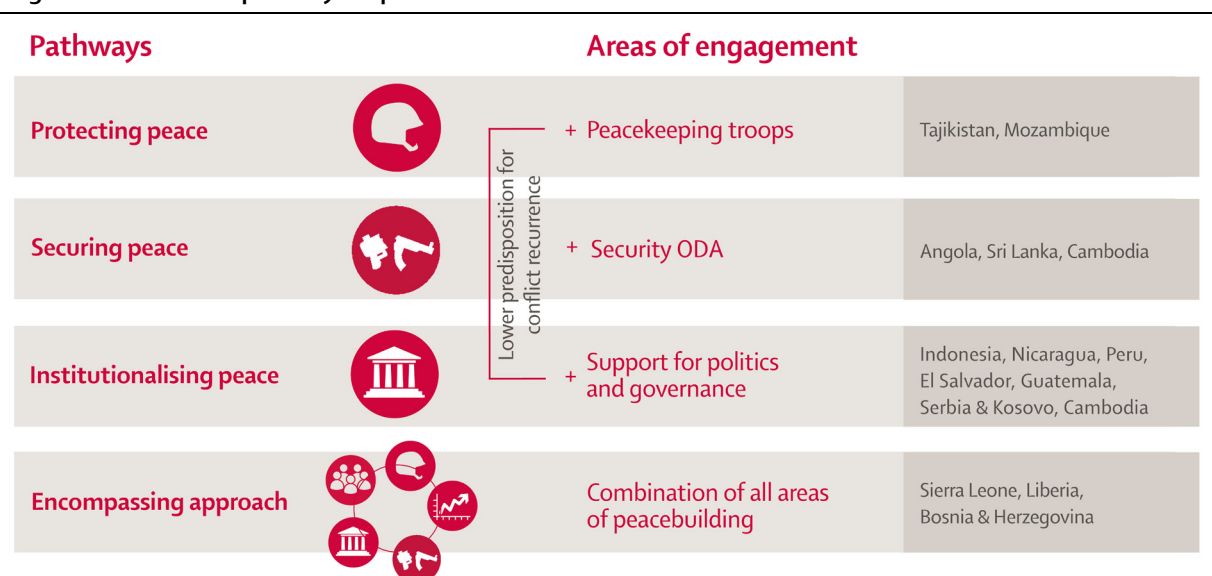 Pathways
Areas of engagement
Protecting peace
+ Peacekeeping troops
Tajikistan, Mozambique
Lower predisposition for
conflict recurrence
Securing peace
+ Security ODA
Angola, Sri Lanka, Cambodia
Institutionalising peace
+ Support for politics
and governance
Indonesia, Nicaragua, Peru,
El Salvador, Guatemala,
Serbia & Kosovo, Cambodia
Encompassing approach
Combination of all areas
of peacebuilding
Sierra Leone, Liberia,
Bosnia & Herzegovina